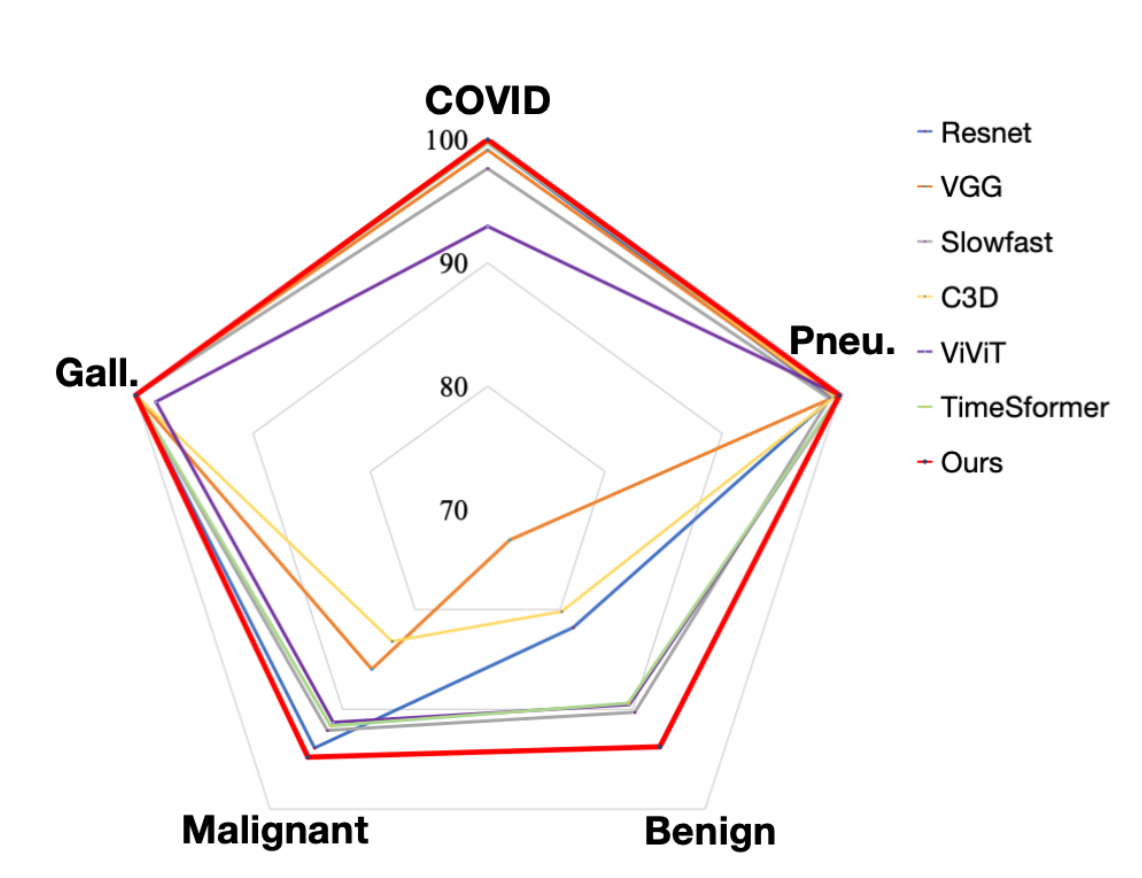 COVID
100
90
80
70
Gall.
Pneu.
Malignant
Benign
Resnet
VGG
Slowfast
C3D
ViViT
TimeSformer
Ours